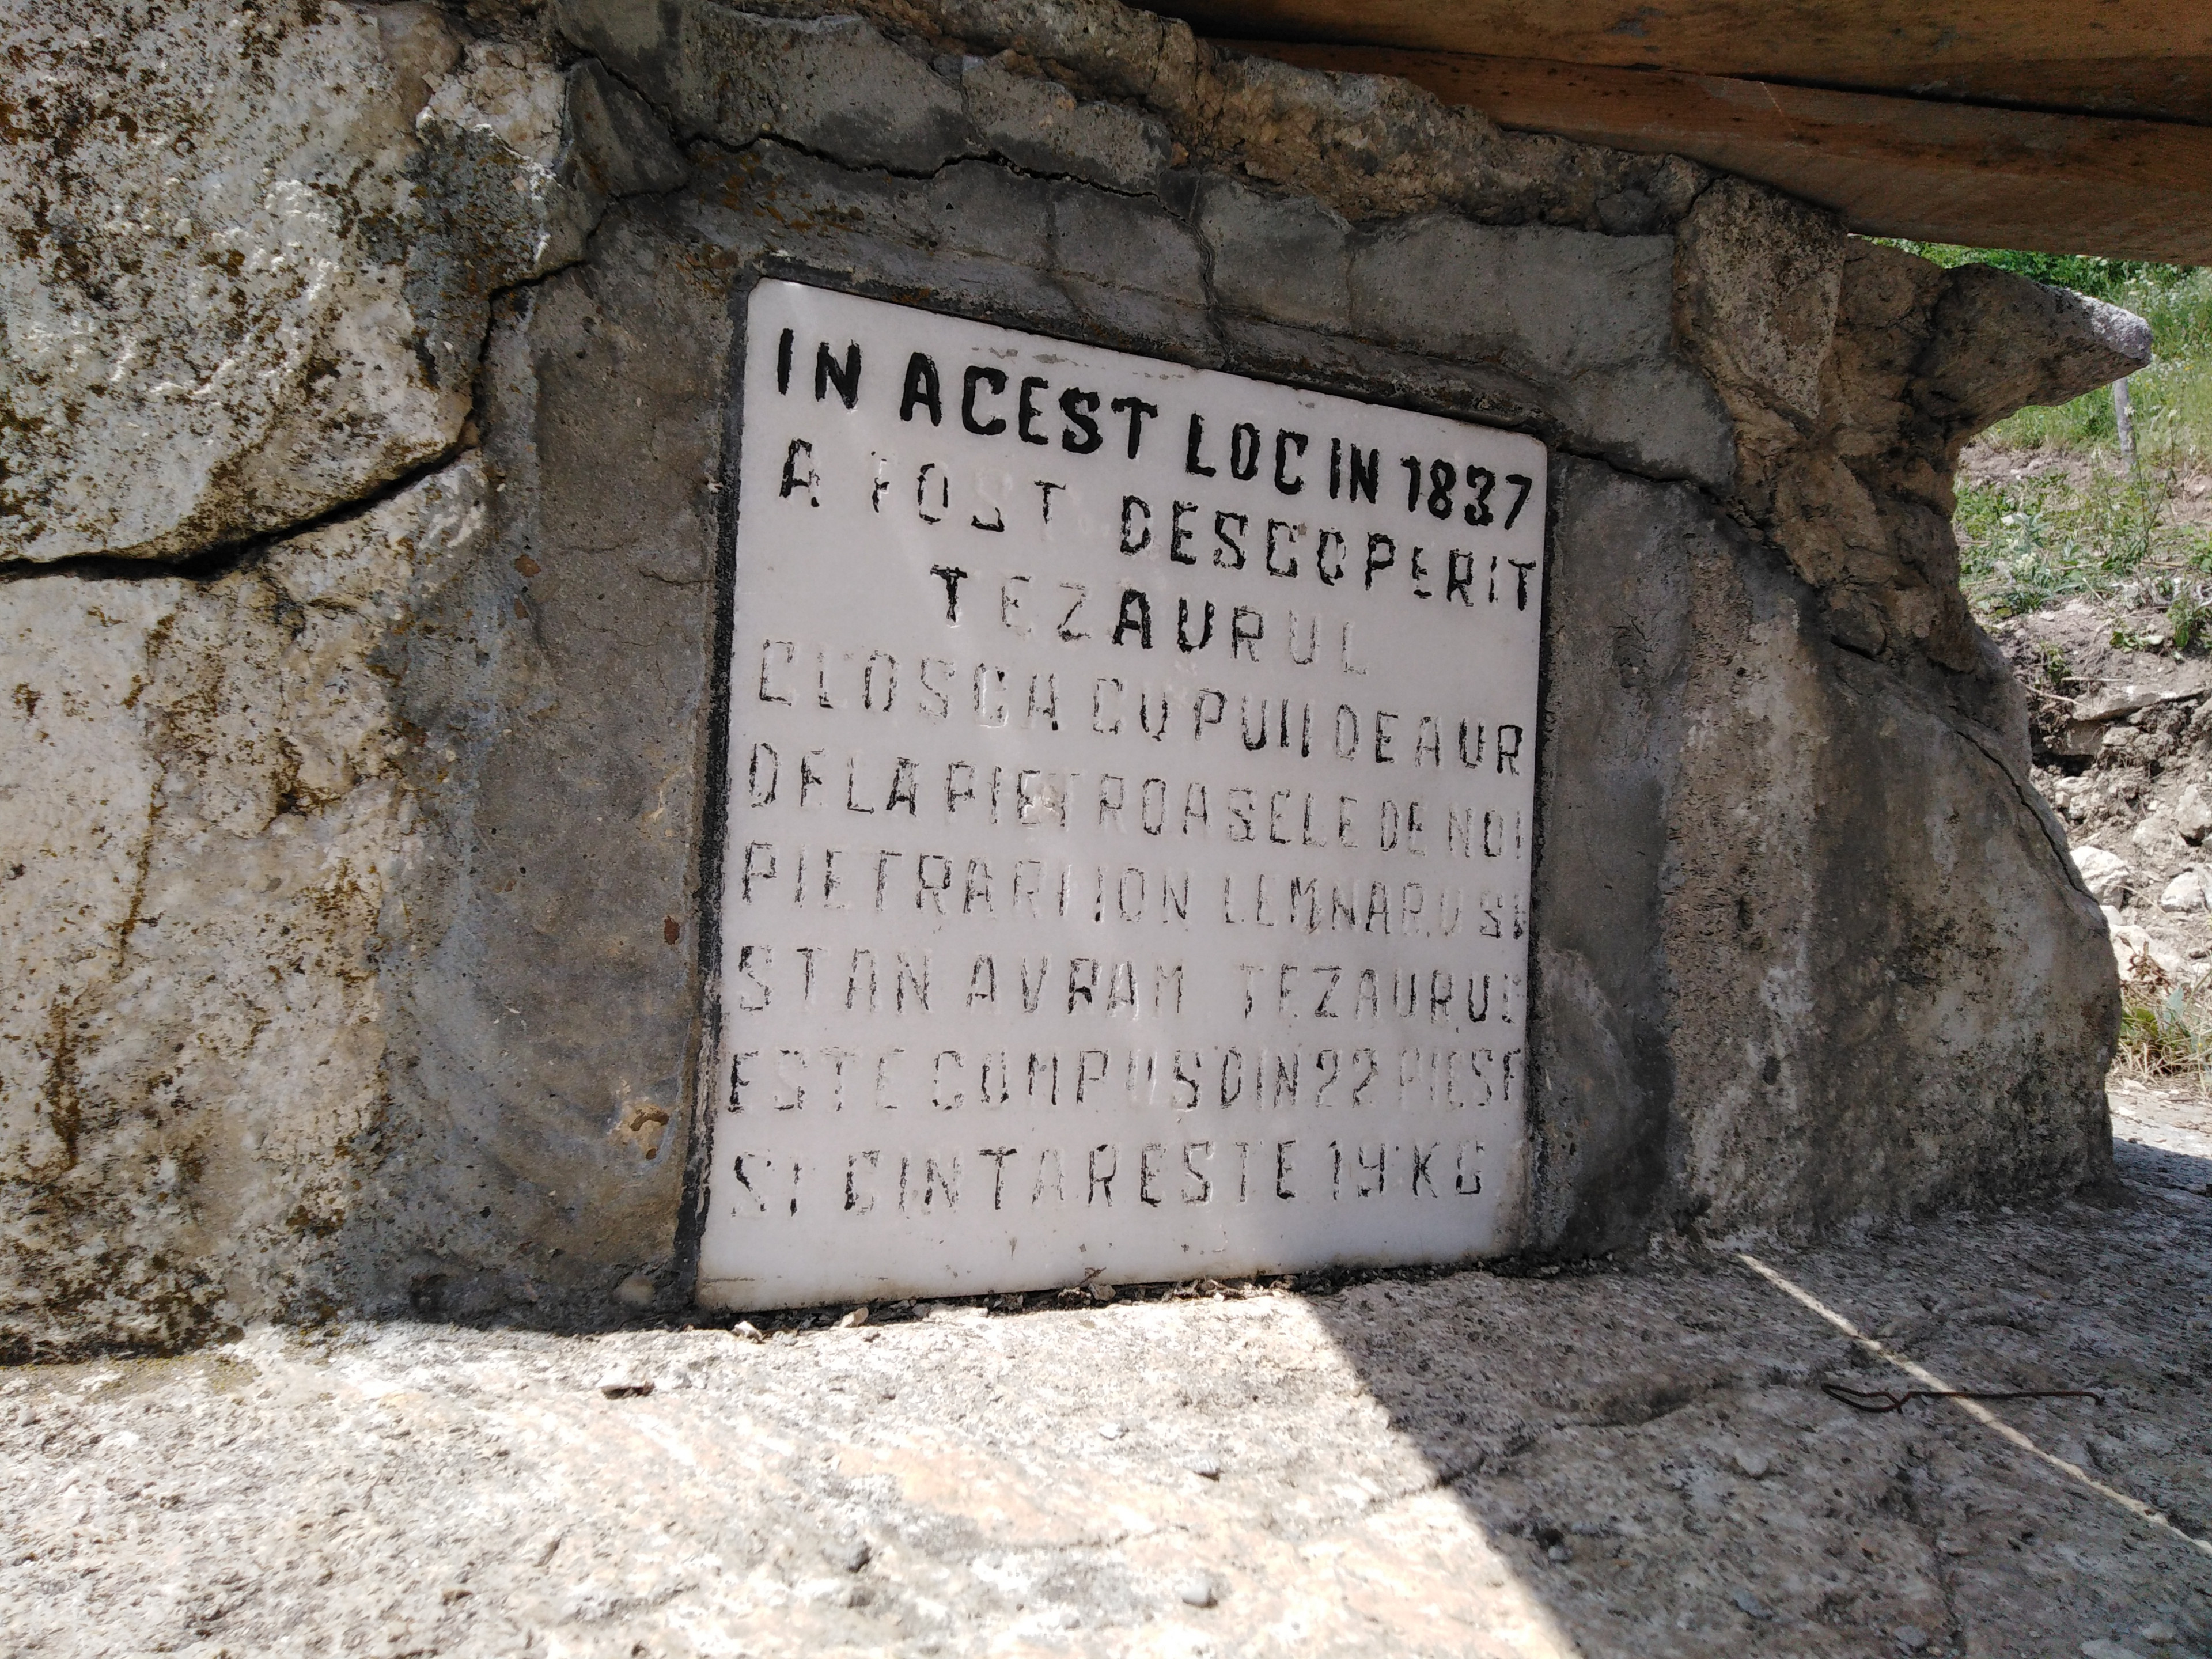 IN ACEST LOC IN 1837
A FOST DESCOPERIT
TEZAURUL
CLOSCA CU PUII DE AUR
DE LA PIETROASELE DE NOI
PIETRARI ION LEMNARU SI
STAN AVRAM TEZAURUL
ESTE COMPUS DIN 22 PIESE
SI CINTARESTE 19 KG